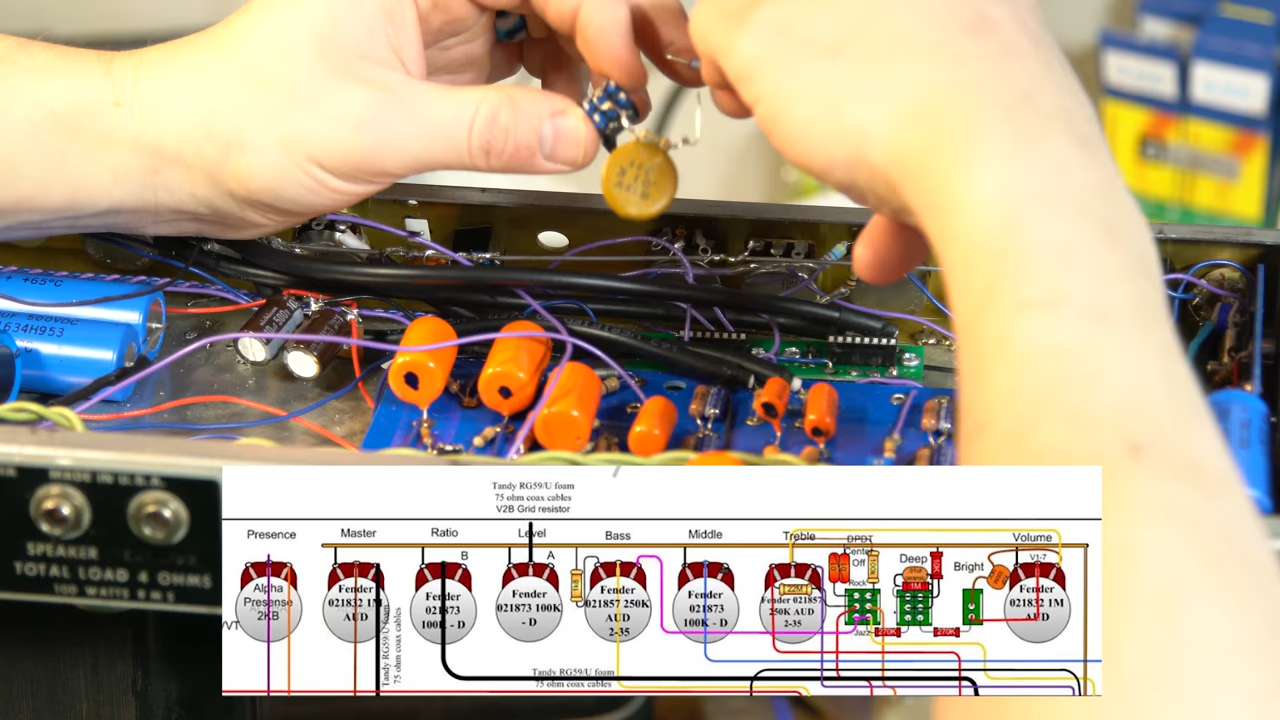 + +65°C
1634H953
MADE IN U.S.A.
SPEAKER
TOTAL LOAD 4 OHMS
100 WATTS R M S
Tandy RG59/U foam
75 ohm coax cables
V2B Grid resistor
Presence
Master
Ratio
Level
Bass
Middle
Treble
DPDT
Center
Off
Deep
Bright
Volume
B
A
V1-7
Rock
Jazz
Alpha
Presense
2KB
Fender
021832 1M
AUD
Fender
021873
100K - D
Fender
021873 100K
- D
Fender
021857 250K
AUD
2-35
Fender
021873
100K - D
22M
Fender 021857
250K AUD
2-35
1M
270K
270K
Fender
021832 1M
AUD
/VT
Tandy RG59/U foam
75 ohm coax cables
Tandy RG59/U foam
75 ohm coax cables